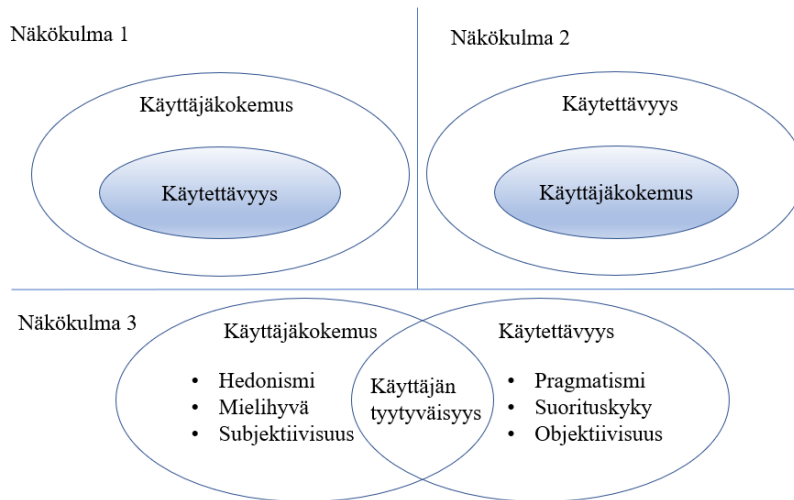 Näkökulma 1
Käyttäjäkokemus
Käytettävyys
Näkökulma 2
Käytettävyys
Käyttäjäkokemus
Näkökulma 3
Käyttäjäkokemus
• Hedonismi
• Mielihyvä
• Subjektiivisuus
Käyttäjän
tyytyväisyys
Käytettävyys
• Pragmatismi
• Suorituskyky
• Objektiivisuus